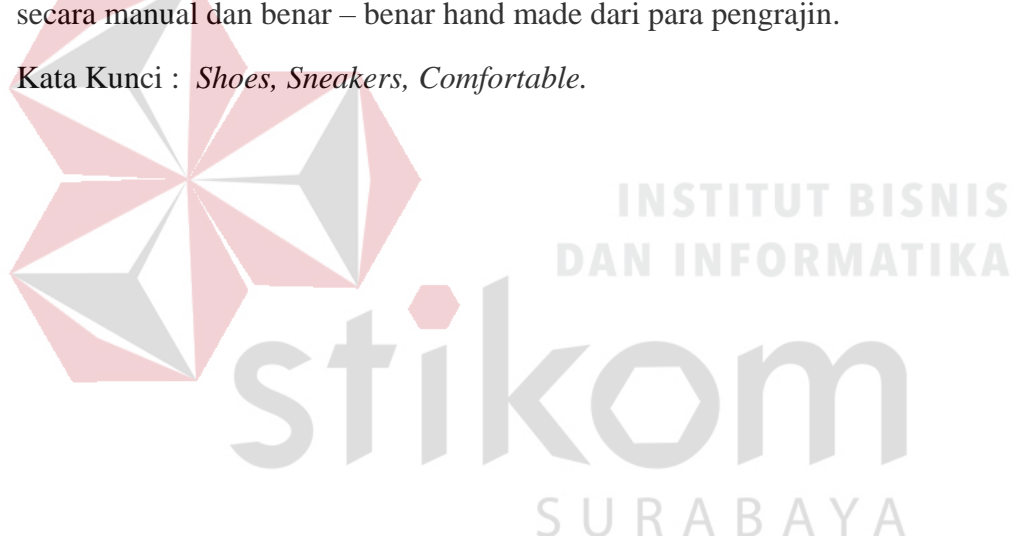 secara manual dan benar – benar hand made dari para pengrajin.
Kata Kunci : Shoes, Sneakers, Comfortable.
INSTITUT BISNIS
DAN INFORMATIKA
stikom
SURABAYA